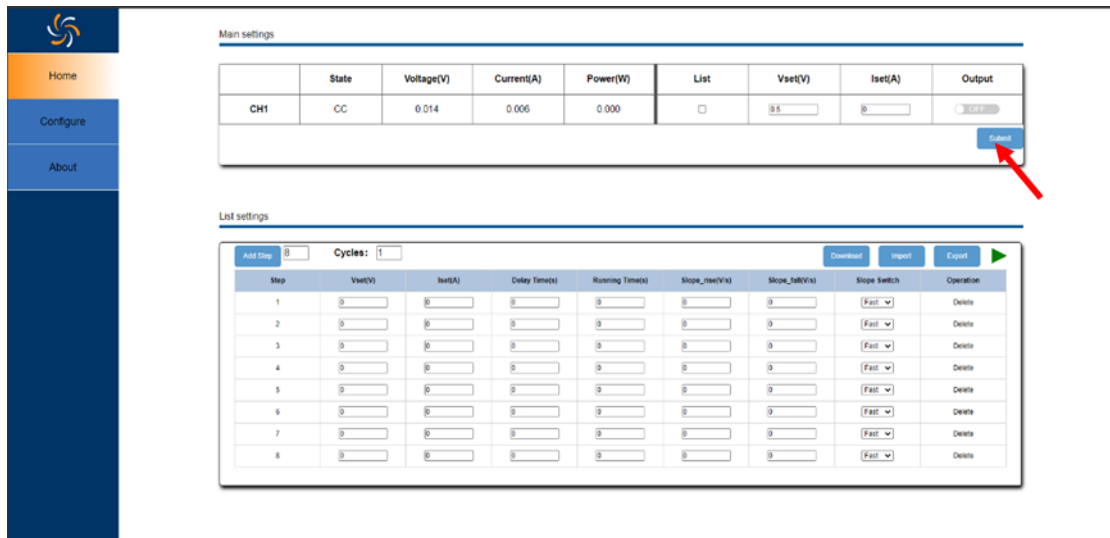 Main settings
Home
State Voltage(V) Current(A) Power(W) List Vset(V) Iset(A) Output
CH1 CC 0.014 0.006 0.000 0.5 0 OFF
Configure
Submit
About
List settings
Add Step 8 Cycles: 1 Download Import Export
Step Vset(V) Iset(A) Delay Time(s) Running Time(s) Slope_rise(V/s) Slope_fall(V/s) Slope Switch Operation
1 0 0 0 0 0 0 Fast Delete
2 0 0 0 0 0 0 Fast Delete
3 0 0 0 0 0 0 Fast Delete
4 0 0 0 0 0 0 Fast Delete
5 0 0 0 0 0 0 Fast Delete
6 0 0 0 0 0 0 Fast Delete
7 0 0 0 0 0 0 Fast Delete
8 0 0 0 0 0 0 Fast Delete